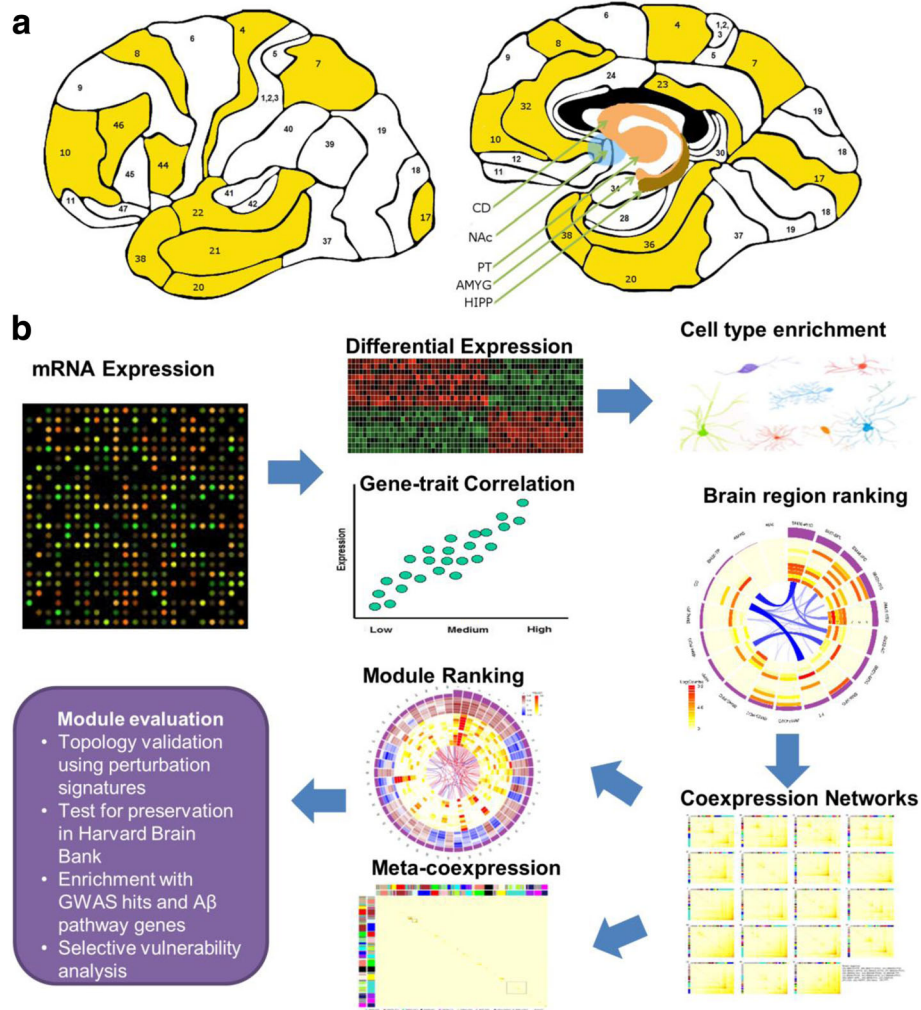 a
6
4
8
5
7
9
1,2,
3
46
40
19
10
39
44
45
18
41
11
47
42
22
17
21
37
38
20
6
4
1,2,
3
8
5
9
7
24
23
32
19
10
30
18
12
11
17
34
28
18
CD
NAc
38
36
37
19
PT
AMYG
20
HIPP
b
mRNA Expression
Differential Expression
Cell type enrichment
Gene-trait Correlation
Expression
Low Medium High
Brain region ranking
Module Ranking
Coexpression Networks
Meta-coexpression
Module evaluation
• Topology validation
using perturbation
signatures
• Test for preservation
in Harvard Brain
Bank
• Enrichment with
GWAS hits and Aβ
pathway genes
• Selective vulnerability
analysis